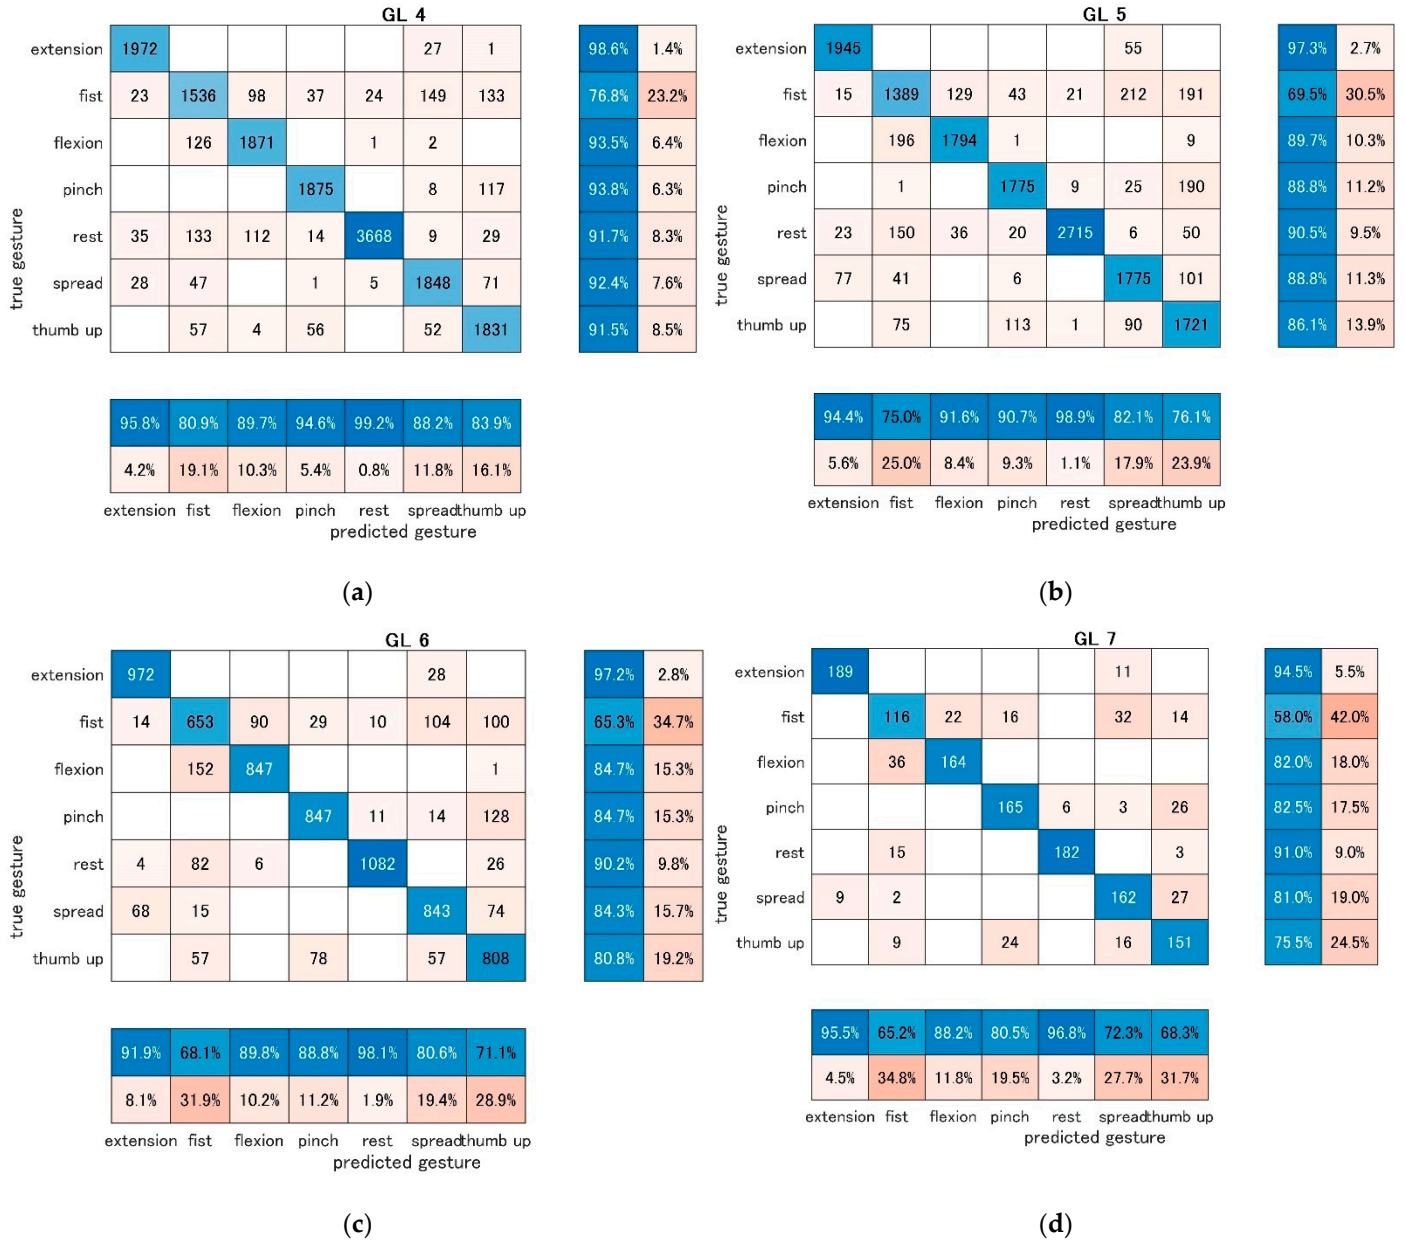 GL 4
extension 1972 27 1 98.6% 1.4%
fist 23 1536 98 37 24 149 133 76.8% 23.2%
flexion 126 1871 1 2 93.5% 6.4%
pinch 1875 8 117 93.8% 6.3%
rest 35 133 112 14 3668 9 29 91.7% 8.3%
spread 28 47 1 5 1848 71 92.4% 7.6%
thumb up 57 4 56 52 1831 91.5% 8.5%
true gesture
95.8% 80.9% 89.7% 94.6% 99.2% 88.2% 83.9%
4.2% 19.1% 10.3% 5.4% 0.8% 11.8% 16.1%
extension fist flexion pinch rest spread thumb up
predicted gesture
(a)
GL 5
extension 1945 55 97.3% 2.7%
fist 15 1389 129 43 21 212 191 69.5% 30.5%
flexion 196 1794 1 9 89.7% 10.3%
pinch 1 1775 9 25 190 88.8% 11.2%
rest 23 150 36 20 2715 6 50 90.5% 9.5%
spread 77 41 6 1775 101 88.8% 11.3%
thumb up 75 113 1 90 1721 86.1% 13.9%
true gesture
94.4% 75.0% 91.6% 90.7% 98.9% 82.1% 76.1%
5.6% 25.0% 8.4% 9.3% 1.1% 17.9% 23.9%
extension fist flexion pinch rest spread thumb up
predicted gesture
(b)
GL 6
extension 972 28 97.2% 2.8%
fist 14 653 90 29 10 104 100 65.3% 34.7%
flexion 152 847 1 84.7% 15.3%
pinch 847 11 14 128 84.7% 15.3%
rest 4 82 6 1082 26 90.2% 9.8%
spread 68 15 843 74 84.3% 15.7%
thumb up 57 78 57 808 80.8% 19.2%
true gesture
91.9% 68.1% 89.8% 88.8% 98.1% 80.6% 71.1%
8.1% 31.9% 10.2% 11.2% 1.9% 19.4% 28.9%
extension fist flexion pinch rest spread thumb up
predicted gesture
(c)
GL 7
extension 189 11 94.5% 5.5%
fist 116 22 16 32 14 58.0% 42.0%
flexion 36 164 82.0% 18.0%
pinch 165 6 3 26 82.5% 17.5%
rest 15 182 3 91.0% 9.0%
spread 9 2 162 27 81.0% 19.0%
thumb up 9 24 16 151 75.5% 24.5%
true gesture
95.5% 65.2% 88.2% 80.5% 96.8% 72.3% 68.3%
4.5% 34.8% 11.8% 19.5% 3.2% 27.7% 31.7%
extension fist flexion pinch rest spread thumb up
predicted gesture
(d)